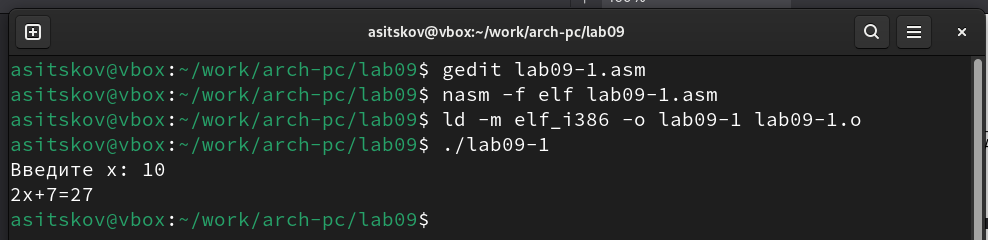 asitskov@vbox:~/work/arch-pc/lab09
asitskov@vbox:~/work/arch-pc/lab09$ gedit lab09-1.asm
asitskov@vbox:~/work/arch-pc/lab09$ nasm -f elf lab09-1.asm
asitskov@vbox:~/work/arch-pc/lab09$ ld -m elf_i386 -o lab09-1 lab09-1.o
asitskov@vbox:~/work/arch-pc/lab09$ ./lab09-1
Введите x: 10
2x+7=27
asitskov@vbox:~/work/arch-pc/lab09$